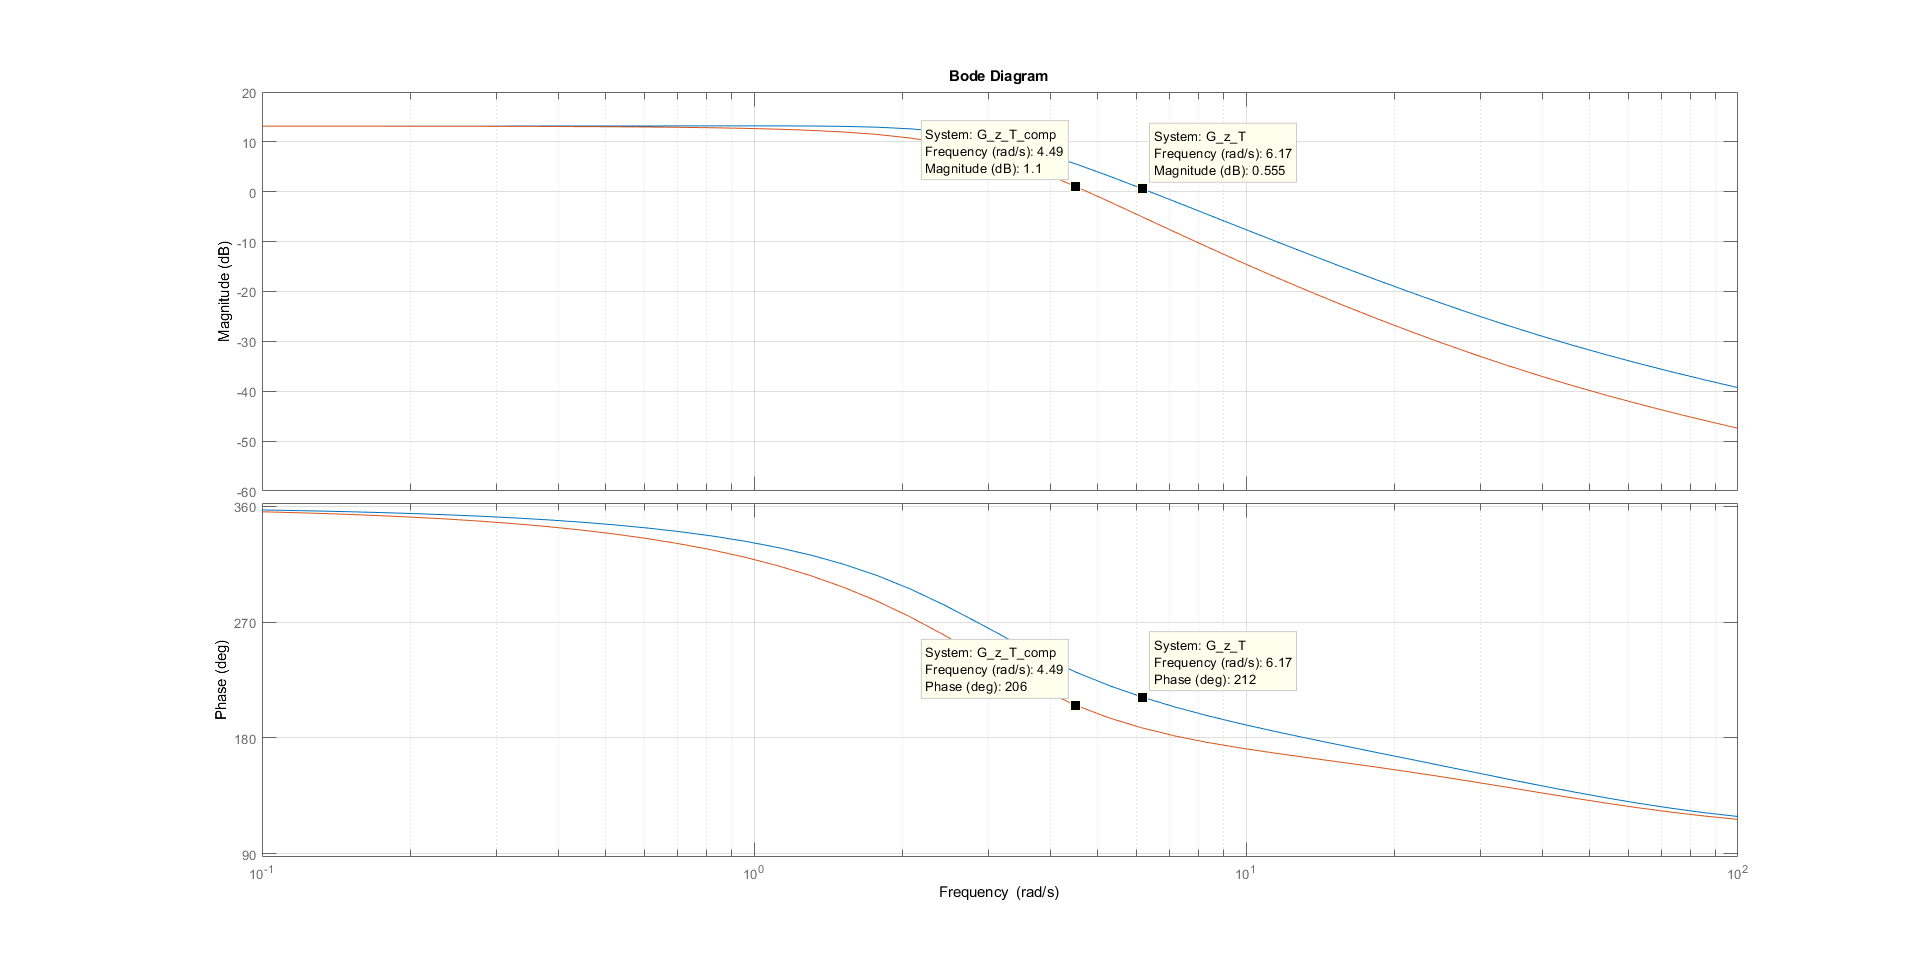 Bode Diagram
20
10
0
-10
-20
-30
-40
-50
-60
Magnitude (dB)
System: G_z_T_comp
Frequency (rad/s): 4.49
Magnitude (dB): 1.1
System: G_z_T
Frequency (rad/s): 6.17
Magnitude (dB): 0.555
360
270
180
90
Phase (deg)
System: G_z_T_comp
Frequency (rad/s): 4.49
Phase (deg): 206
System: G_z_T
Frequency (rad/s): 6.17
Phase (deg): 212
10^-1 10^0 10^1 10^2
Frequency (rad/s)